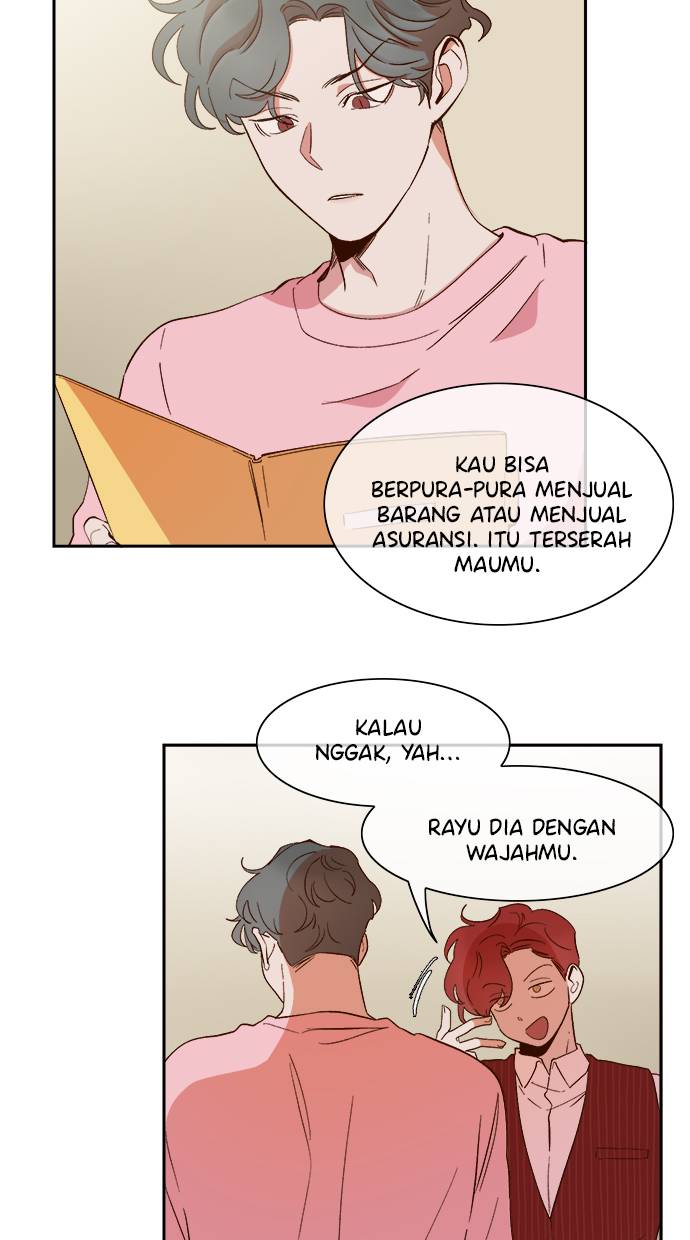 KAU BISA
BERPURA-PURA MENJUAL
BARANG ATAU MENJUAL
ASURANSI. ITU TERSERAH
MAUMU.
KALAU
NGGAK, YAH...
RAYU DIA DENGAN
WAJAHMU.